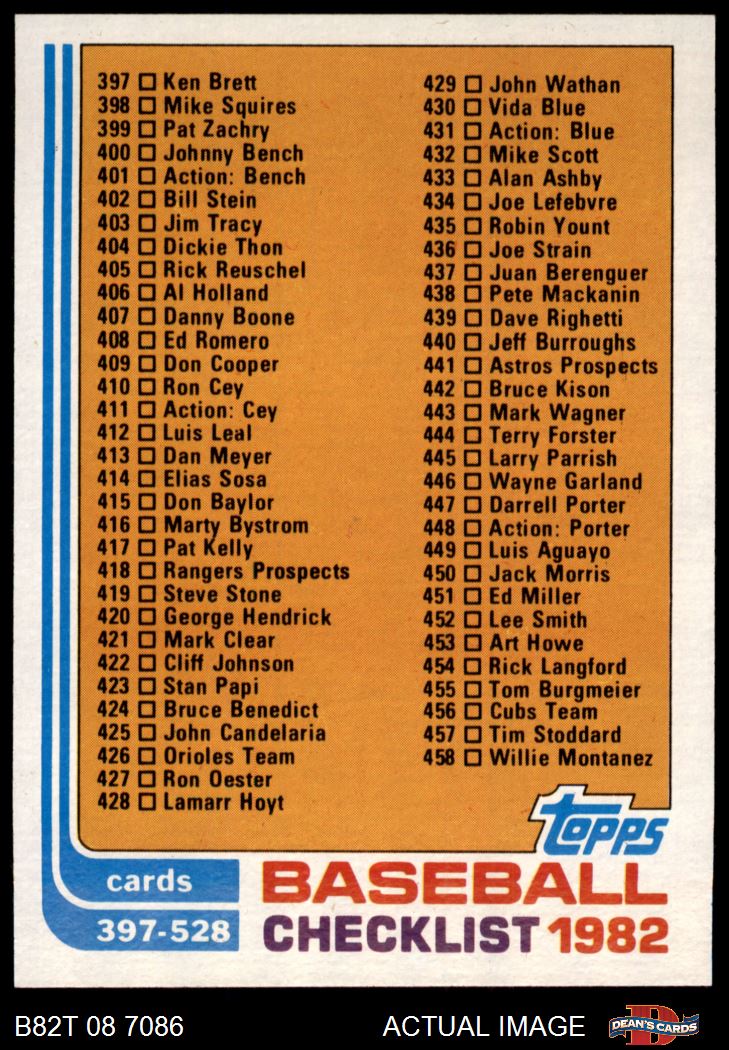 397 Ken Brett
398 Mike Squires
399 Pat Zachry
400 Johnny Bench
401 Action: Bench
402 Bill Stein
403 Jim Tracy
404 Dickie Thon
405 Rick Reuschel
406 Al Holland
407 Danny Boone
408 Ed Romero
409 Don Cooper
410 Ron Cey
411 Action: Cey
412 Luis Leal
413 Dan Meyer
414 Elias Sosa
415 Don Baylor
416 Marty Bystrom
417 Pat Kelly
418 Rangers Prospects
419 Steve Stone
420 George Hendrick
421 Mark Clear
422 Cliff Johnson
423 Stan Papi
424 Bruce Benedict
425 John Candelaria
426 Orioles Team
427 Ron Oester
428 Lamarr Hoyt
429 John Wathan
430 Vida Blue
431 Action: Blue
432 Mike Scott
433 Alan Ashby
434 Joe Lefebvre
435 Robin Yount
436 Joe Strain
437 Juan Berenguer
438 Pete Mackanin
439 Dave Righetti
440 Jeff Burroughs
441 Astros Prospects
442 Bruce Kison
443 Mark Wagner
444 Terry Forster
445 Larry Parrish
446 Wayne Garland
447 Darrell Porter
448 Action: Porter
449 Luis Aguayo
450 Jack Morris
451 Ed Miller
452 Lee Smith
453 Art Howe
454 Rick Langford
455 Tom Burgmeier
456 Cubs Team
457 Tim Stoddard
458 Willie Montanez
topps
cards
397-528
BASEBALL
CHECKLIST 1982
B82T 08 7086
ACTUAL IMAGE
D
DEAN'S CARDS